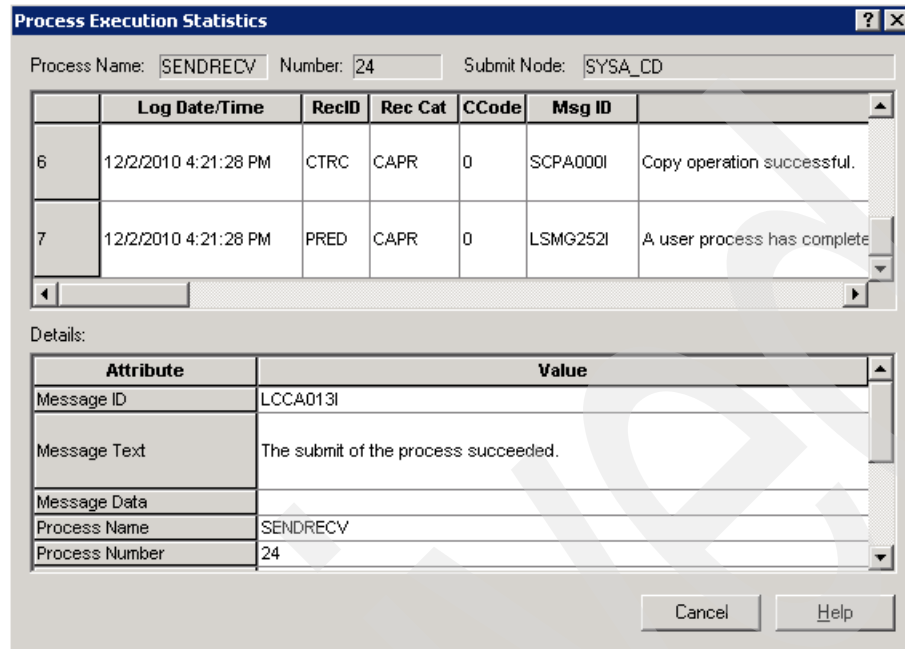 Process Execution Statistics
Process Name: SENDRECV Number: 24 Submit Node: SYSA_CD
Log Date/Time RecID Rec Cat CCode Msg ID
6 12/2/2010 4:21:28 PM CTRC CAPR 0 SCPA000I Copy operation successful.
7 12/2/2010 4:21:28 PM PRED CAPR 0 LSMG252I A user process has complete
Details:
Attribute Value
Message ID LCCA013I
Message Text The submit of the process succeeded.
Message Data
Process Name SENDRECV
Process Number 24
Cancel Help